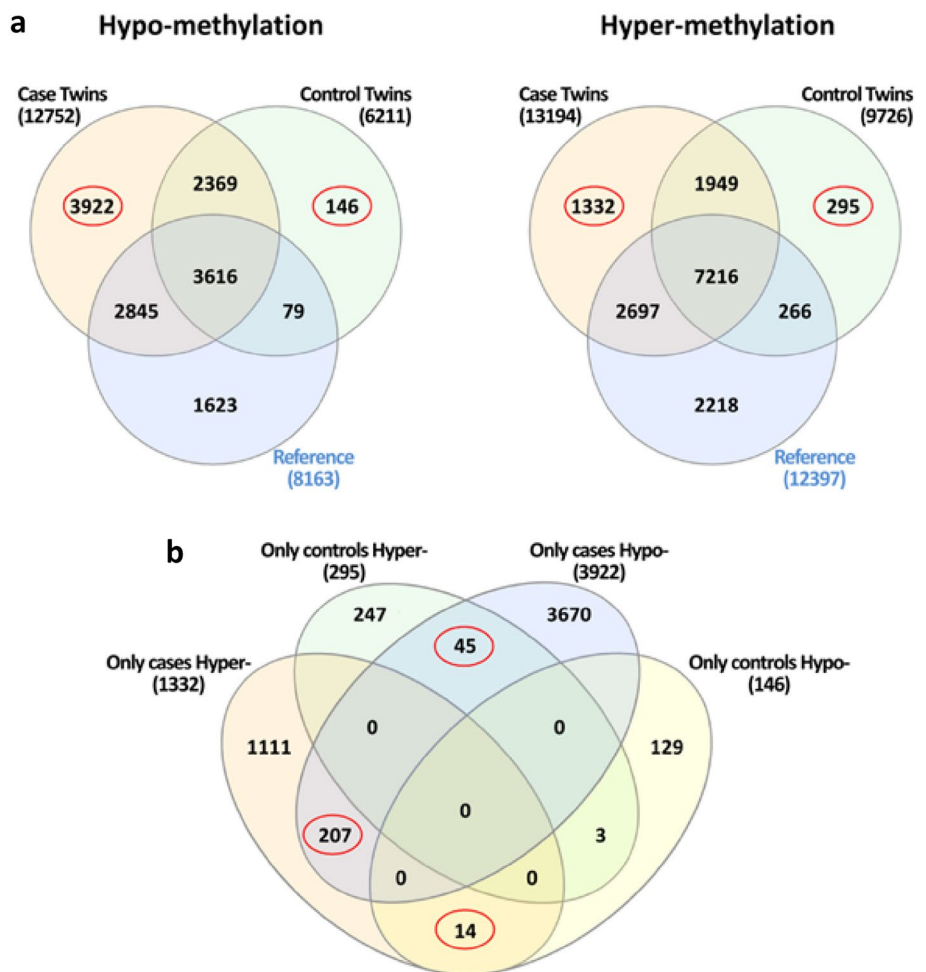 a
Hypo-methylation
Hyper-methylation
Case Twins
(12752)
Control Twins
(6211)
Case Twins
(13194)
Control Twins
(9726)
2369
3922
146
3616
2845
79
1623
Reference
(8163)
1949
1332
295
7216
2697
266
2218
Reference
(12397)
b
Only controls Hyper-
(295)
Only cases Hypo-
(3922)
247
3670
45
Only cases Hyper-
(1332)
Only controls Hypo-
(146)
0
0
1111
129
0
207
3
0
0
14